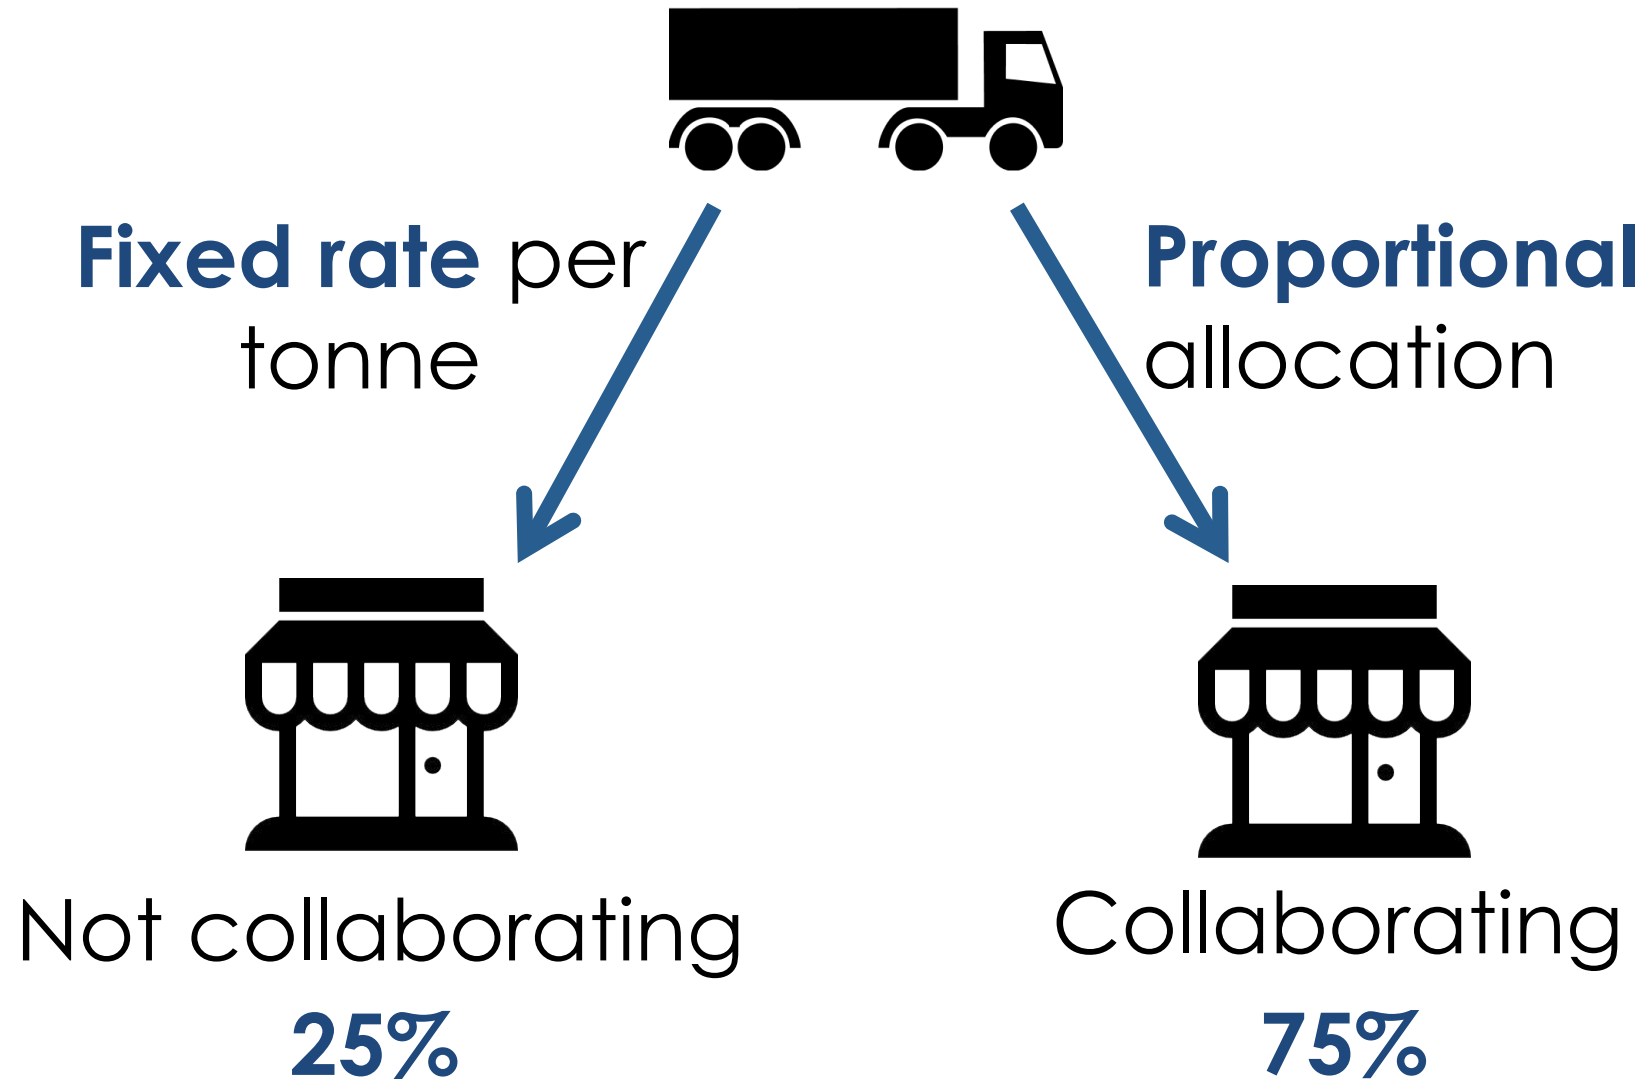 Fixed rate per
tonne
Proportional
allocation
Not collaborating
25%
Collaborating
75%